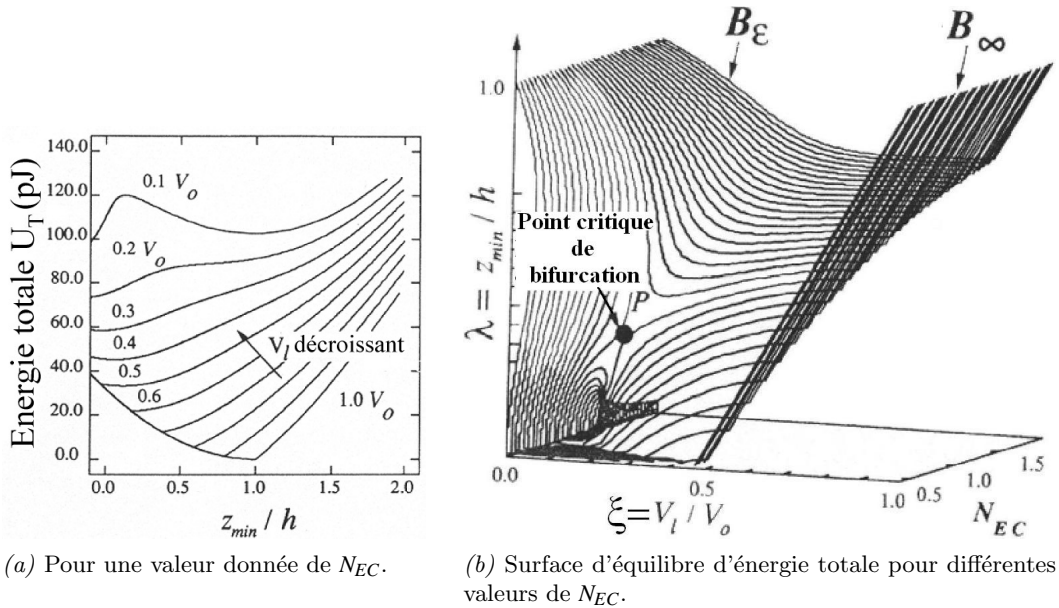 Energie totale U_T (pJ)
140.0
120.0
100.0
80.0
60.0
40.0
20.0
0.0
0.1 V_o
0.2 V_o
0.3
0.4
0.5
0.6
V_l décroissant
1.0 V_o
0.0 0.5 1.0 1.5 2.0
z_min / h
(a) Pour une valeur donnée de N_EC.
B_ε
B_∞
1.0
λ = z_min / h
Point critique
de
bifurcation
P
0.0
0.5
1.0
ξ=V_l / V_o
0.5
1.0
1.5
N_EC
(b) Surface d'équilibre d'énergie totale pour différentes
valeurs de N_EC.